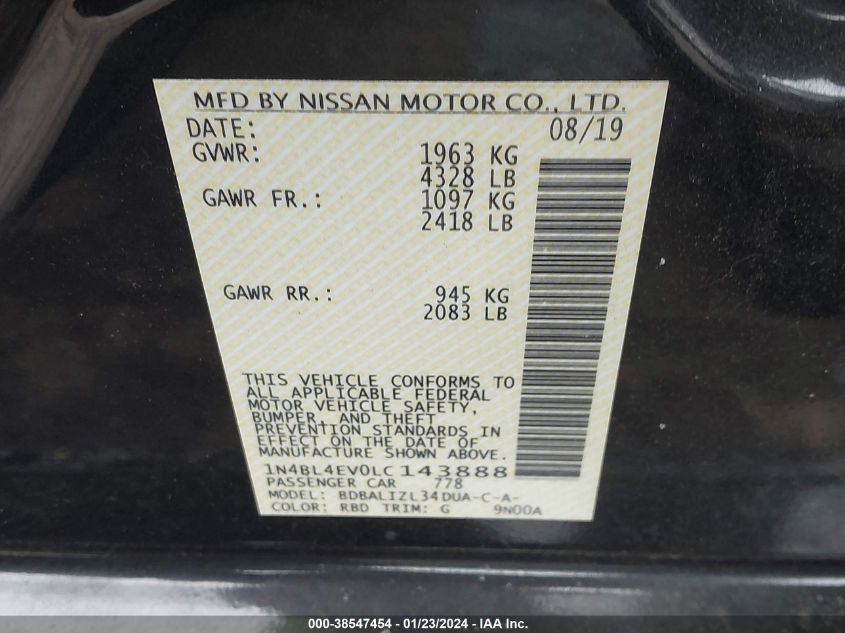 MFD BY NISSAN MOTOR CO., LTD.
DATE: 08/19
GVWR: 1963 KG
4328 LB
GAWR FR.: 1097 KG
2418 LB
GAWR RR.: 945 KG
2083 LB
THIS VEHICLE CONFORMS TO
ALL APPLICABLE FEDERAL
MOTOR VEHICLE SAFETY,
BUMPER, AND THEFT
PREVENTION STANDARDS IN
EFFECT ON THE DATE OF
MANUFACTURE SHOWN ABOVE.
1N4BL4EV0LC143888
PASSENGER CAR 778
MODEL: BDBALIZL34DUA-C-A-
COLOR: RBD TRIM: G 9N00A
000-38547454 - 01/23/2024 - IAA Inc.